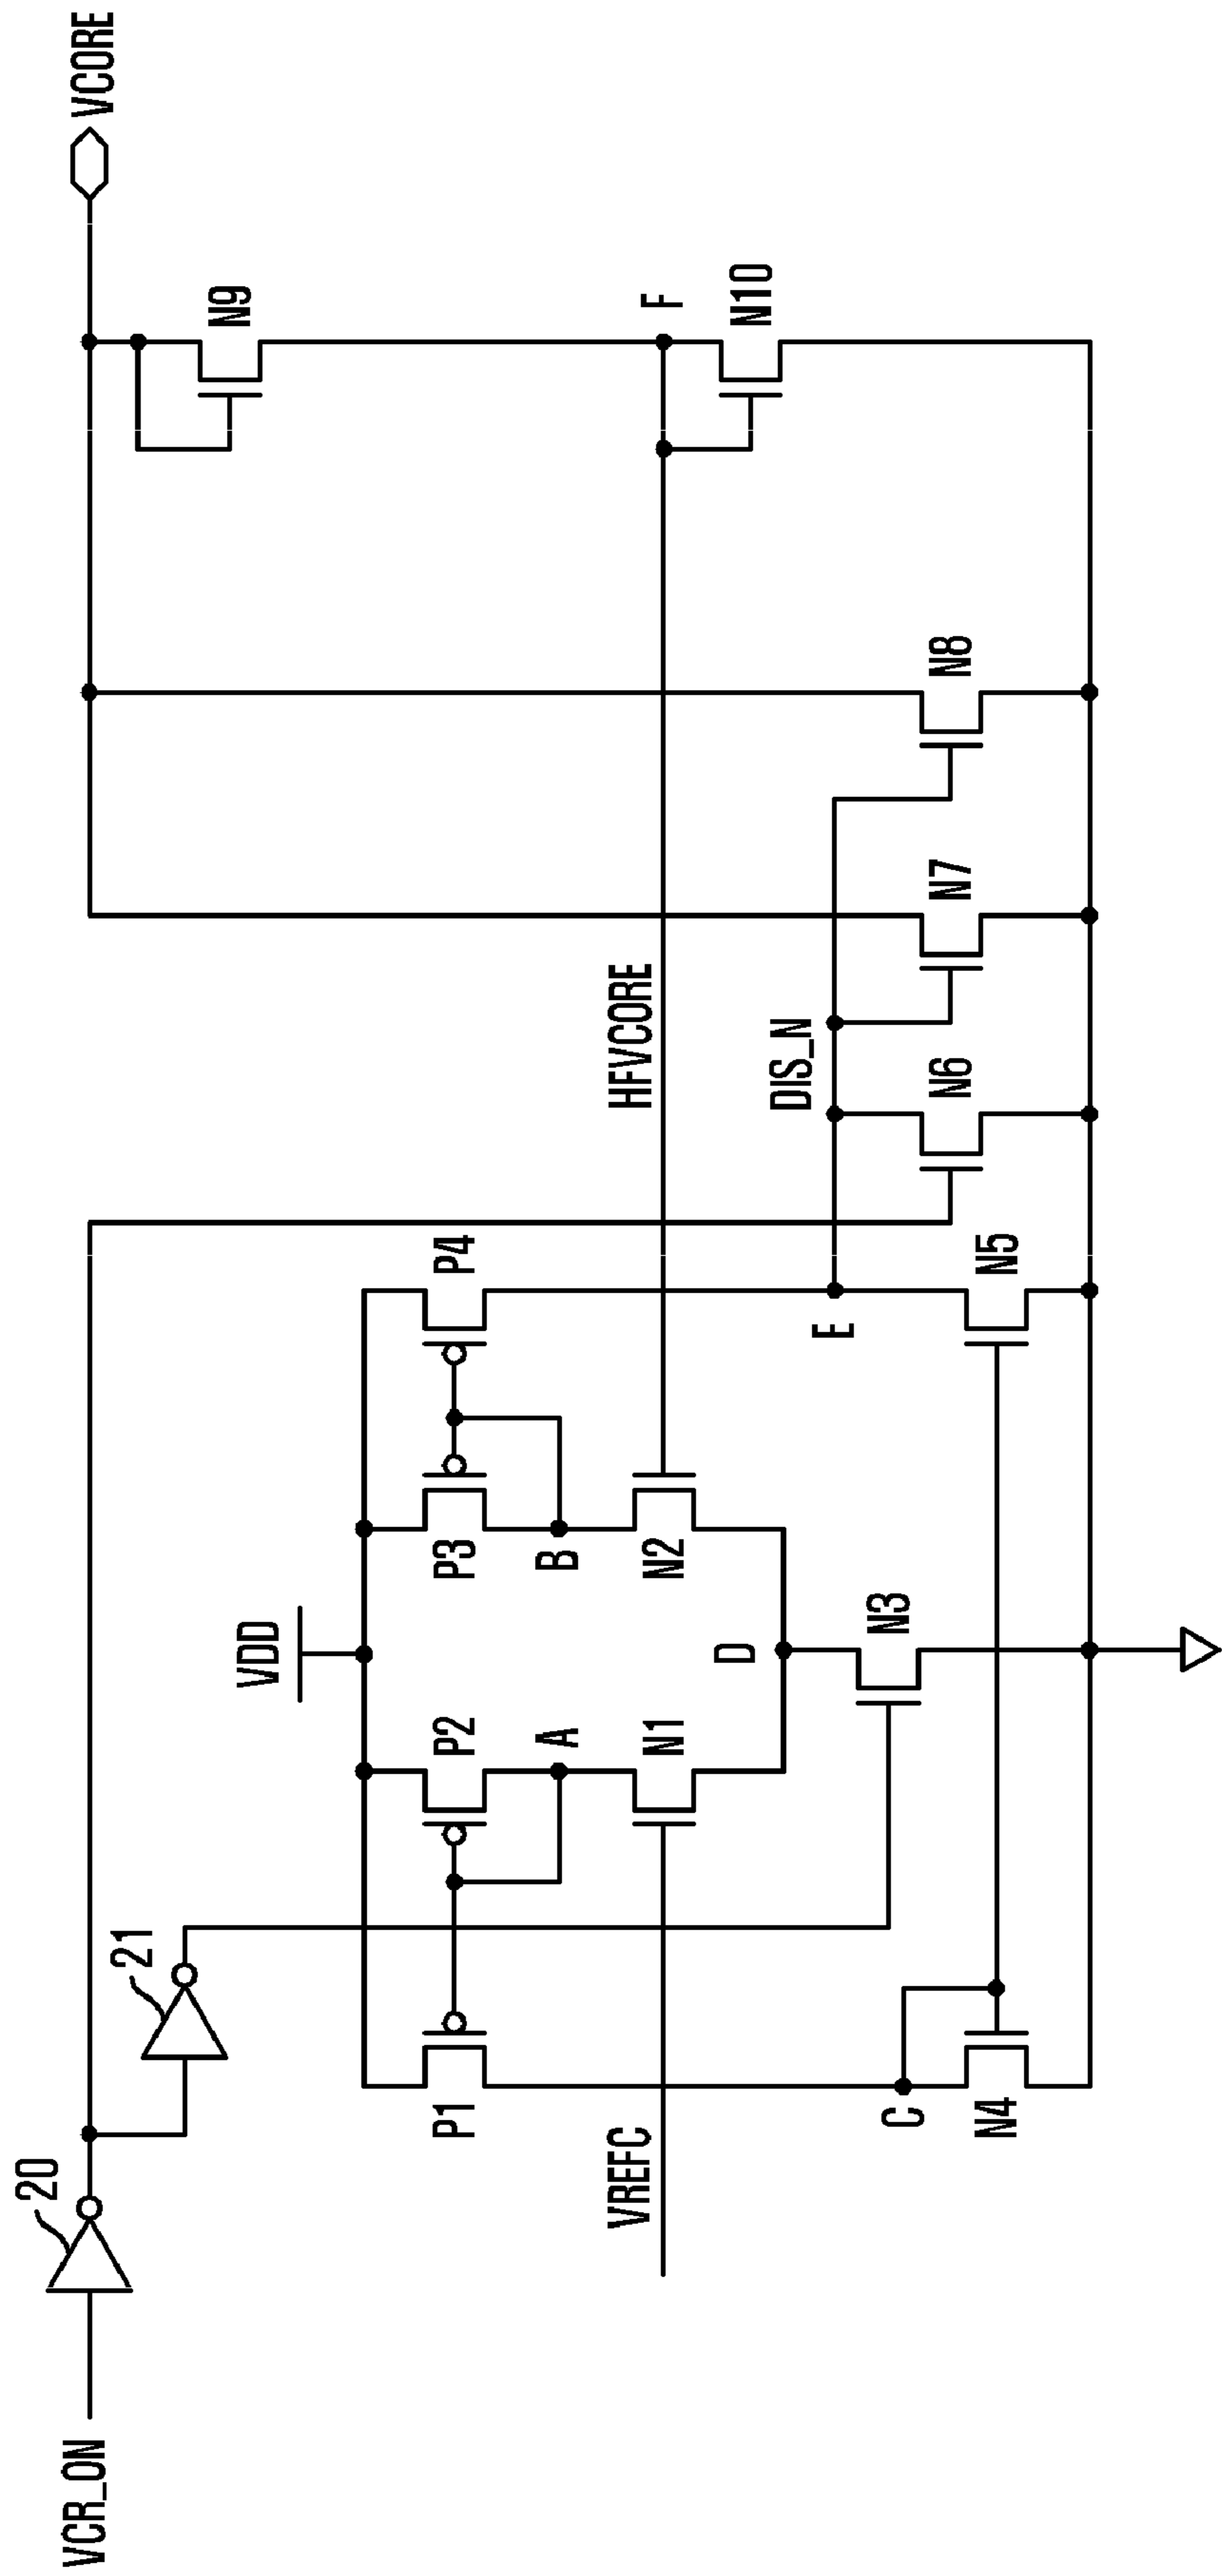 VCR_ON
20
21
VCORE
VDD
P1
P2
P3
P4
A
B
N9
VREFC
N1
N2
HFVCORE
F
D
E
DIS_N
N10
C
N3
N4
N5
N6
N7
N8